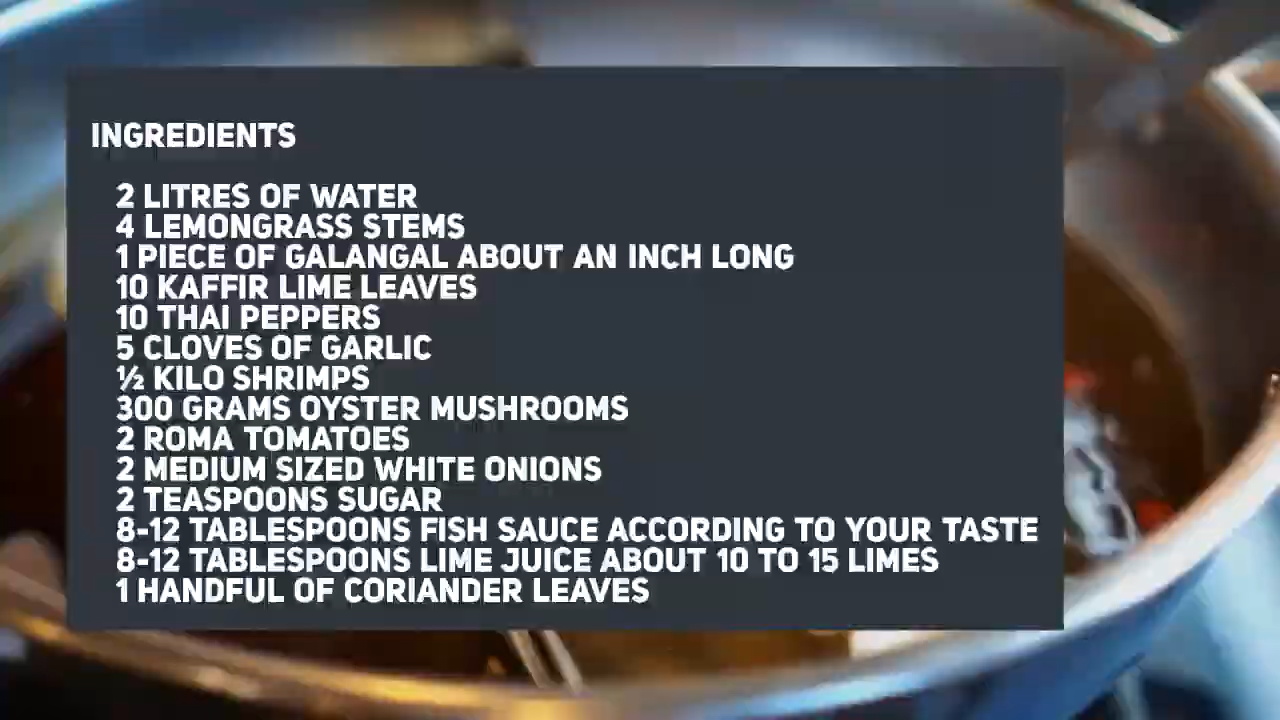 INGREDIENTS
2 LITRES OF WATER
4 LEMONGRASS STEMS
1 PIECE OF GALANGAL ABOUT AN INCH LONG
10 KAFFIR LIME LEAVES
10 THAI PEPPERS
5 CLOVES OF GARLIC
½ KILO SHRIMPS
300 GRAMS OYSTER MUSHROOMS
2 ROMA TOMATOES
2 MEDIUM SIZED WHITE ONIONS
2 TEASPOONS SUGAR
8-12 TABLESPOONS FISH SAUCE ACCORDING TO YOUR TASTE
8-12 TABLESPOONS LIME JUICE ABOUT 10 TO 15 LIMES
1 HANDFUL OF CORIANDER LEAVES